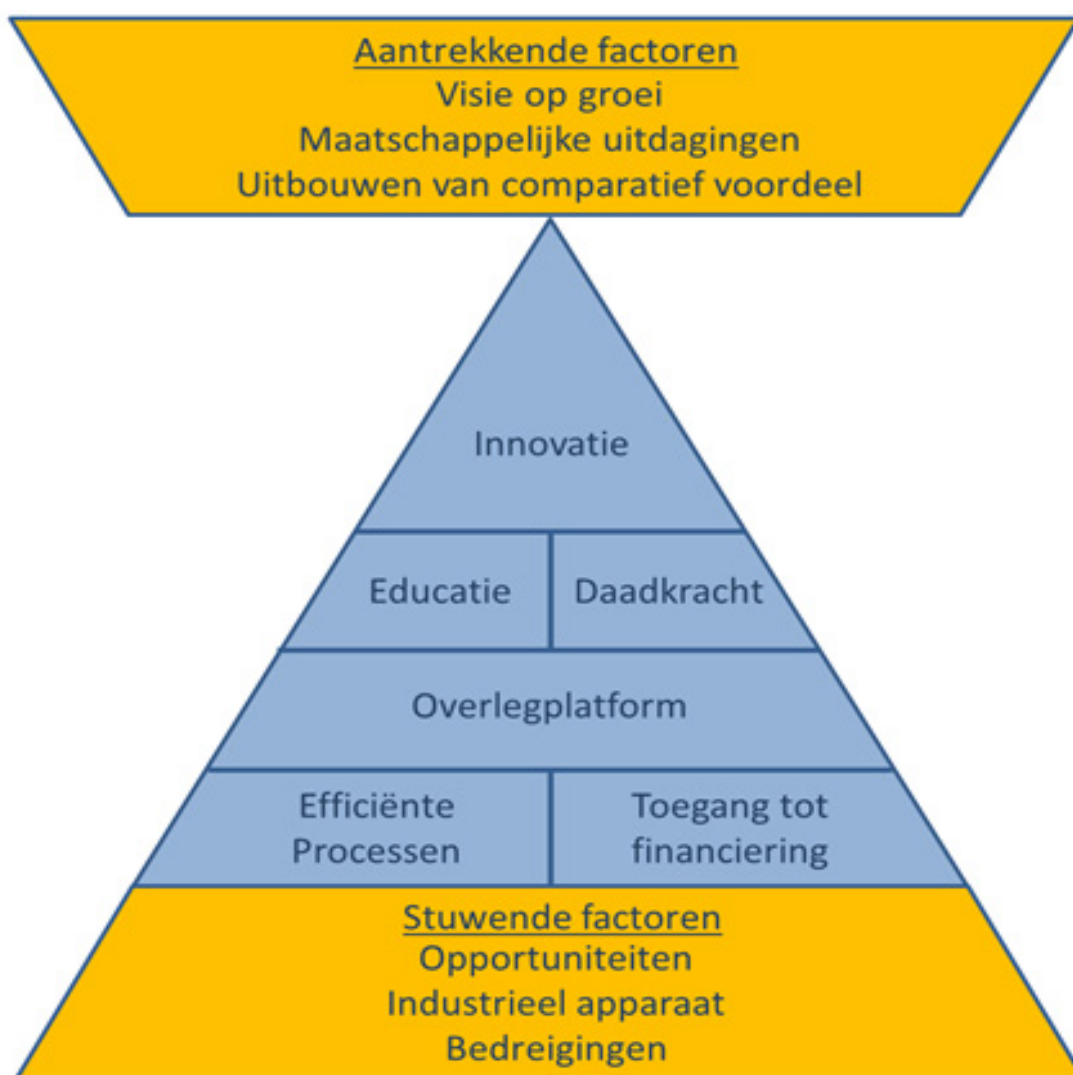 Aantrekkende factoren
Visie op groei
Maatschappelijke uitdagingen
Uitbouwen van comparatief voordeel
Innovatie
Educatie
Daadkracht
Overlegplatform
Efficiënte
Processen
Toegang tot
financiering
Stuwende factoren
Opportuniteiten
Industrieel apparaat
Bedreigingen